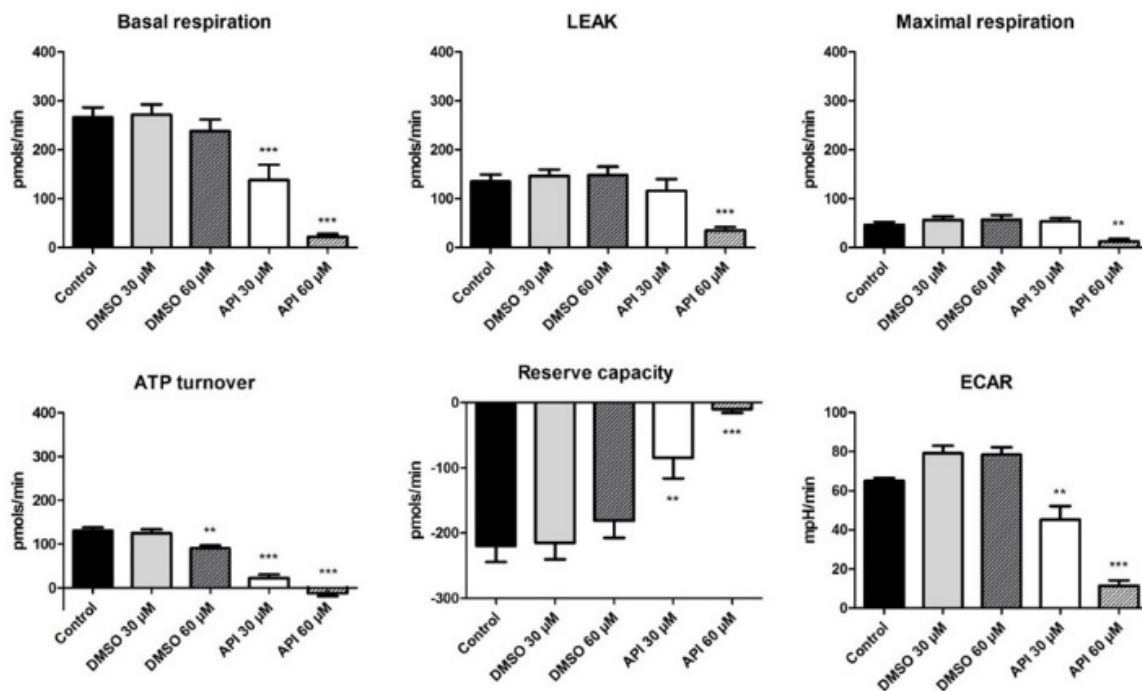 Basal respiration
pmols/min
400
300
200
100
0
***
***
Control
DMSO 30 µM
DMSO 60 µM
API 30 µM
API 60 µM
LEAK
pmols/min
400
300
200
100
0
***
Control
DMSO 30 µM
DMSO 60 µM
API 30 µM
API 60 µM
Maximal respiration
pmols/min
400
300
200
100
0
**
Control
DMSO 30 µM
DMSO 60 µM
API 30 µM
API 60 µM
ATP turnover
pmols/min
400
300
200
100
0
**
***
***
Control
DMSO 30 µM
DMSO 60 µM
API 30 µM
API 60 µM
Reserve capacity
pmols/min
0
-100
-200
-300
**
***
Control
DMSO 30 µM
DMSO 60 µM
API 30 µM
API 60 µM
ECAR
mpH/min
100
80
60
40
20
0
**
***
Control
DMSO 30 µM
DMSO 60 µM
API 30 µM
API 60 µM